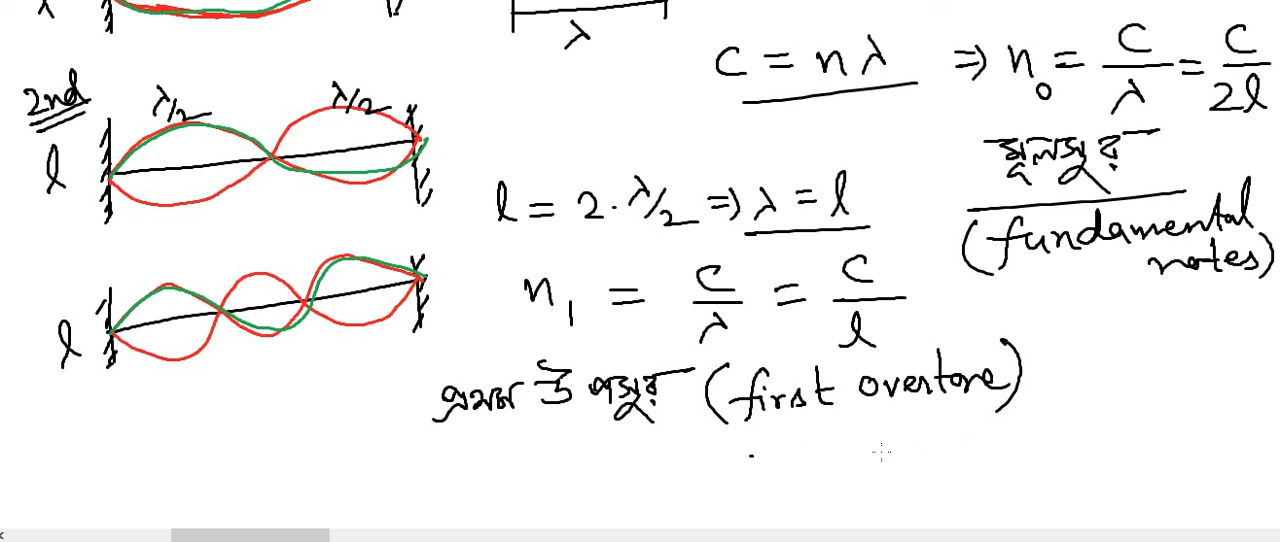 λ
C = nλ ⇒ n₀ = C/λ = C/2l
মুলসুর
(fundamental notes)
2nd
λ/2 λ/2
l
l = 2·λ/2 ⇒ λ = l
n₁ = C/λ = C/l
l
প্রথম উপসুর (first overtone)